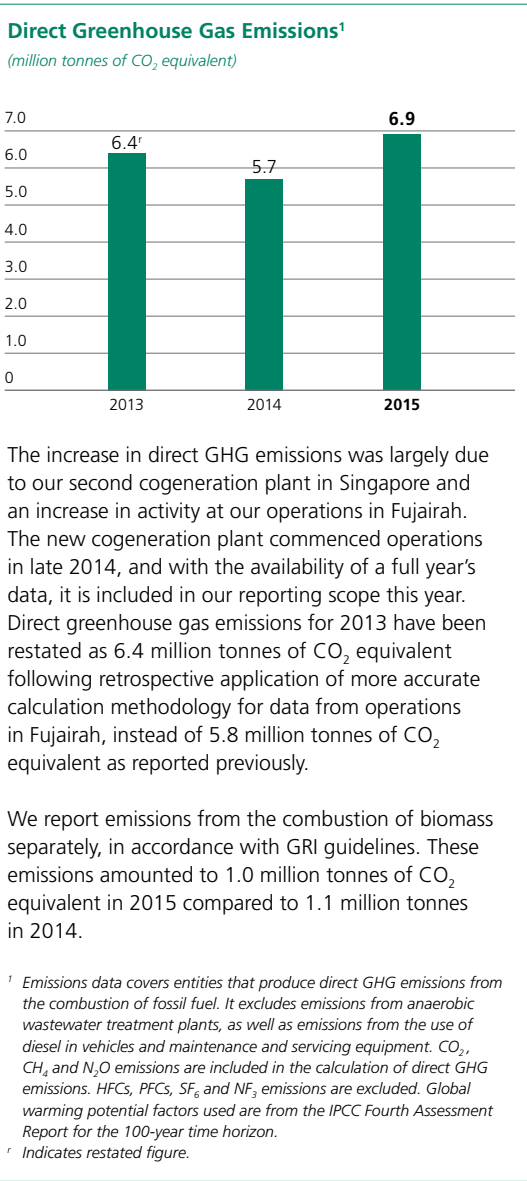 Direct Greenhouse Gas Emissions¹
(million tonnes of CO₂ equivalent)
7.0
6.9
6.4ʳ
6.0
5.7
5.0
4.0
3.0
2.0
1.0
0
2013
2014
2015
The increase in direct GHG emissions was largely due
to our second cogeneration plant in Singapore and
an increase in activity at our operations in Fujairah.
The new cogeneration plant commenced operations
in late 2014, and with the availability of a full year’s
data, it is included in our reporting scope this year.
Direct greenhouse gas emissions for 2013 have been
restated as 6.4 million tonnes of CO₂ equivalent
following retrospective application of more accurate
calculation methodology for data from operations
in Fujairah, instead of 5.8 million tonnes of CO₂
equivalent as reported previously.
We report emissions from the combustion of biomass
separately, in accordance with GRI guidelines. These
emissions amounted to 1.0 million tonnes of CO₂
equivalent in 2015 compared to 1.1 million tonnes
in 2014.
¹ Emissions data covers entities that produce direct GHG emissions from
the combustion of fossil fuel. It excludes emissions from anaerobic
wastewater treatment plants, as well as emissions from the use of
diesel in vehicles and maintenance and servicing equipment. CO₂,
CH₄ and N₂O emissions are included in the calculation of direct GHG
emissions. HFCs, PFCs, SF₆ and NF₃ emissions are excluded. Global
warming potential factors used are from the IPCC Fourth Assessment
Report for the 100-year time horizon.
ʳ Indicates restated figure.